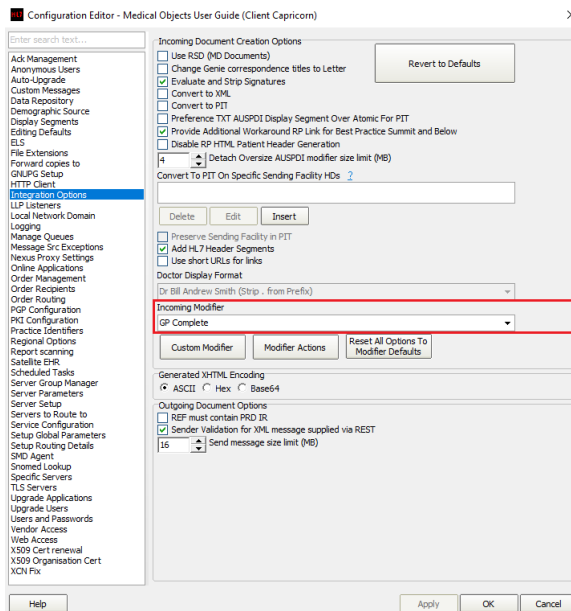 Configuration Editor - Medical Objects User Guide (Client Capricorn)
Enter search text...
Ack Management
Anonymous Users
Auto-Upgrade
Custom Messages
Data Repository
Demographic Source
Display Segments
Editing Defaults
ELS
File Extensions
Forward copies to
GNUPG Setup
HTTP Client
Integration Options
LLP Listeners
Local Network Domain
Logging
Manage Queues
Message Src Exceptions
Nexus Proxy Settings
Online Applications
Order Management
Order Recipients
Order Routing
PGP Configuration
PKI Configuration
Practice Identifiers
Regional Options
Report scanning
Satellite EHR
Scheduled Tasks
Server Group Manager
Server Parameters
Server Setup
Servers to Route to
Service Configuration
Setup Global Parameters
Setup Routing Details
SMD Agent
Snomed Lookup
Specific Servers
TLS Servers
Upgrade Applications
Upgrade Users
Users and Passwords
Vendor Access
Web Access
X509 Cert renewal
X509 Organisation Cert
XCN Fix
Incoming Document Creation Options
Use RSD (MD Documents)
Change Genie correspondence titles to Letter
Evaluate and Strip Signatures
Convert to XML
Convert to PIT
Preference TXT AUSPDI Display Segment Over Atomic For PIT
Provide Additional Workaround RP Link for Best Practice Summit and Below
Disable RP HTML Patient Header Generation
4 Detach Oversize AUSPDI modifier size limit (MB)
Revert to Defaults
Convert To PIT On Specific Sending Facility HDs ?
Delete Edit Insert
Preserve Sending Facility in PIT
Add HL7 Header Segments
Use short URLs for links
Doctor Display Format
Dr Bill Andrew Smith (Strip . from Prefix)
Incoming Modifier
GP Complete
Custom Modifier Modifier Actions Reset All Options To
Modifier Defaults
Generated XHTML Encoding
ASCII Hex Base64
Outgoing Document Options
REF must contain PRD IR
Sender Validation for XML message supplied via REST
16 Send message size limit (MB)
Help Apply OK Cancel